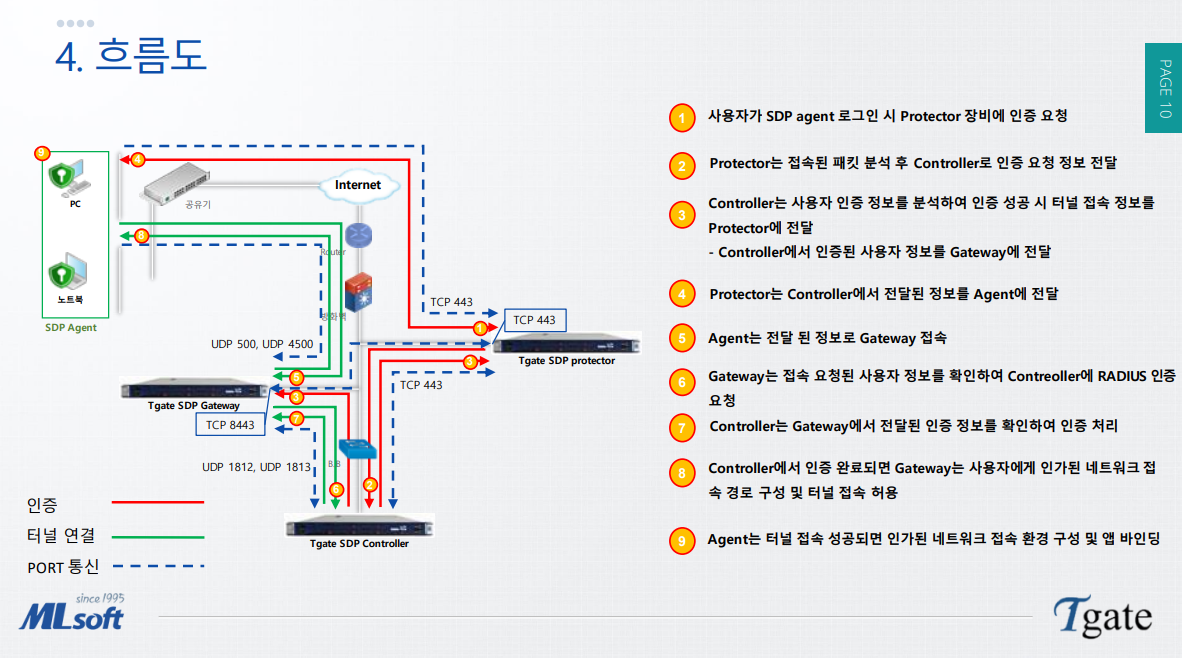 4. 흐름도
PAGE 10
9
PC
노트북
SDP Agent
4
공유기
Internet
8
Router
방화벽
TCP 443
TCP 443
1
Tgate SDP protector
UDP 500, UDP 4500
5
3
TCP 443
Tgate SDP Gateway
3
TCP 8443
7
UDP 1812, UDP 1813
6
2
Tgate SDP Controller
인증
터널 연결
PORT 통신
1 사용자가 SDP agent 로그인 시 Protector 장비에 인증 요청
2 Protector는 접속된 패킷 분석 후 Controller로 인증 요청 정보 전달
3 Controller는 사용자 인증 정보를 분석하여 인증 성공 시 터널 접속 정보를
Protector에 전달
- Controller에서 인증된 사용자 정보를 Gateway에 전달
4 Protector는 Controller에서 전달된 정보를 Agent에 전달
5 Agent는 전달 된 정보로 Gateway 접속
6 Gateway는 접속 요청된 사용자 정보를 확인하여 Contreoller에 RADIUS 인증
요청
7 Controller는 Gateway에서 전달된 인증 정보를 확인하여 인증 처리
8 Controller에서 인증 완료되면 Gateway는 사용자에게 인가된 네트워크 접
속 경로 구성 및 터널 접속 허용
9 Agent는 터널 접속 성공되면 인가된 네트워크 접속 환경 구성 및 앱 바인딩
since 1995
MLsoft
Tgate